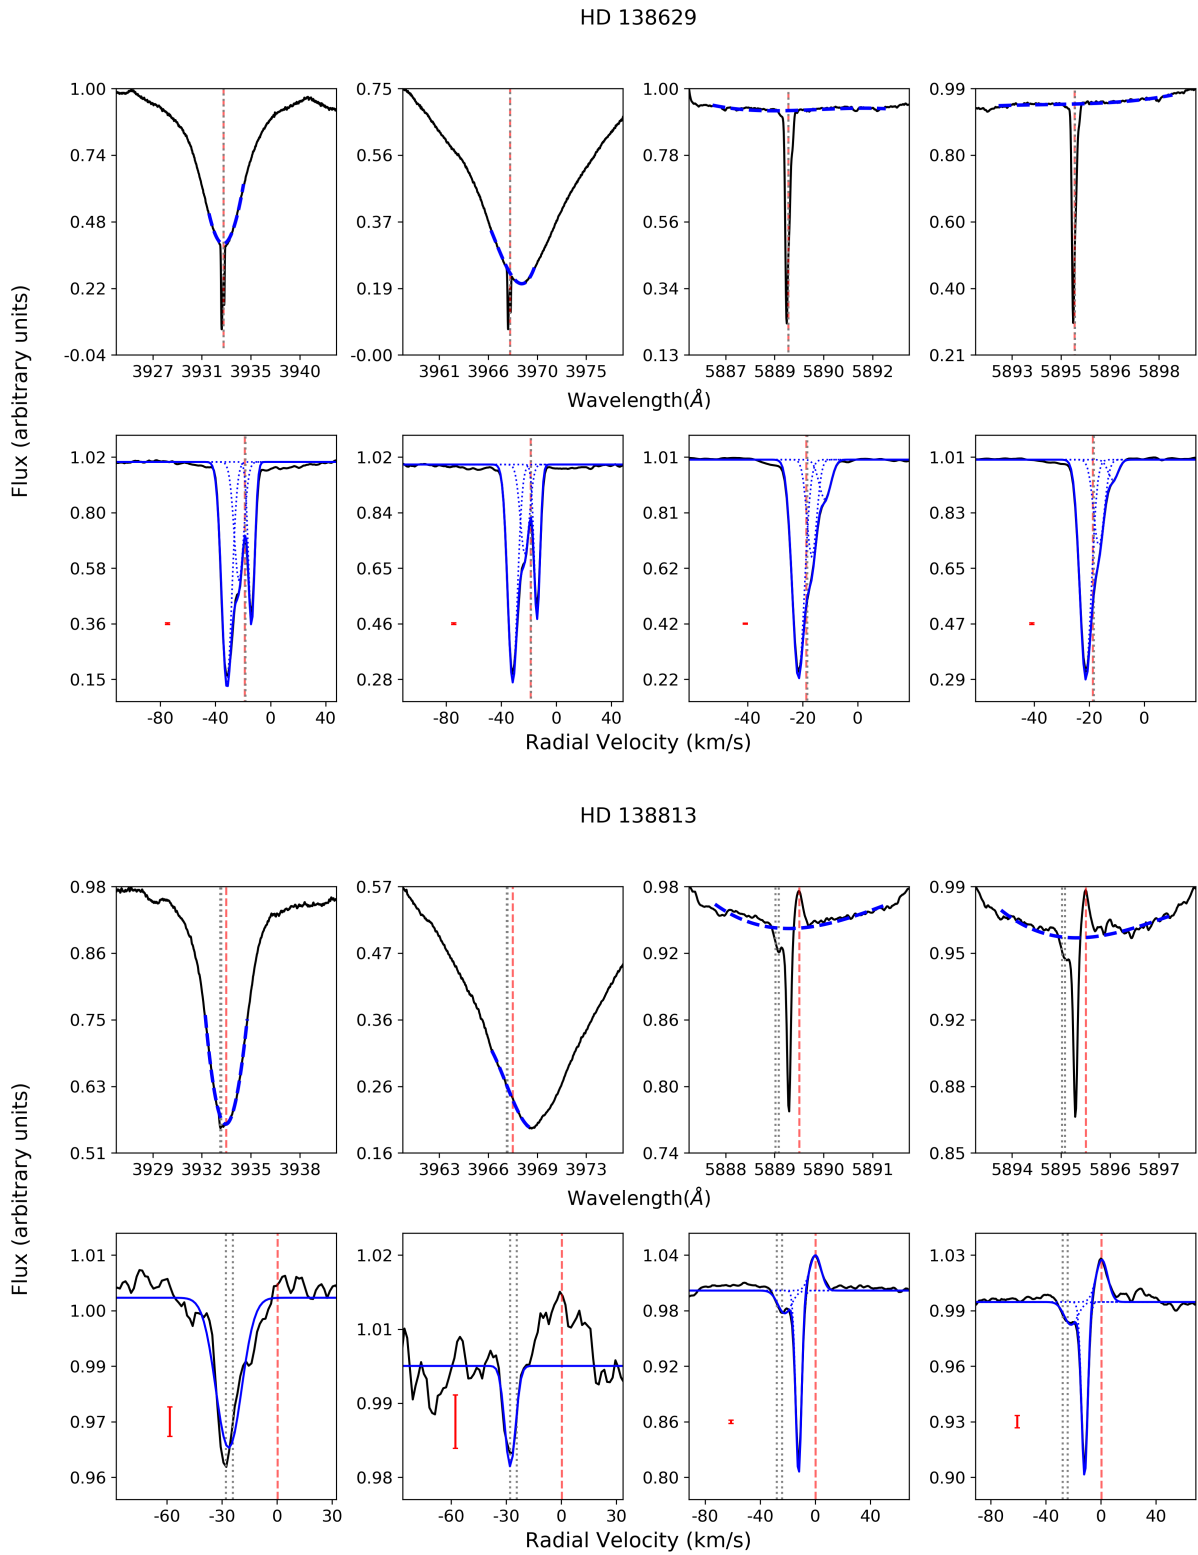 HD 138629
1.00 0.75 1.00 0.99
0.74 0.56 0.78 0.80
0.48 0.37 0.56 0.60
0.22 0.19 0.34 0.40
-0.04 -0.00 0.13 0.21
3927 3931 3935 3940 3961 3966 3970 3975 5887 5889 5890 5892 5893 5895 5896 5898
Wavelength(Å)
Flux (arbitrary units)
1.02 1.02 1.01 1.01
0.80 0.84 0.81 0.83
0.58 0.65 0.62 0.65
0.36 0.46 0.42 0.47
0.15 0.28 0.22 0.29
-80 -40 0 40 -80 -40 0 40 -40 -20 0 -40 -20 0
Radial Velocity (km/s)
HD 138813
0.98 0.57 0.98 0.99
0.86 0.47 0.92 0.95
0.75 0.36 0.86 0.92
0.63 0.26 0.80 0.88
0.51 0.16 0.74 0.85
3929 3932 3935 3938 3963 3966 3969 3973 5888 5889 5890 5891 5894 5895 5896 5897
Wavelength(Å)
Flux (arbitrary units)
1.01 1.02 1.04 1.03
1.00 1.01 0.98 0.99
0.99 0.99 0.92 0.96
0.97 0.98 0.86 0.93
0.96 0.80 0.90
-60 -30 0 30 -60 -30 0 30 -80 -40 0 40 -80 -40 0 40
Radial Velocity (km/s)